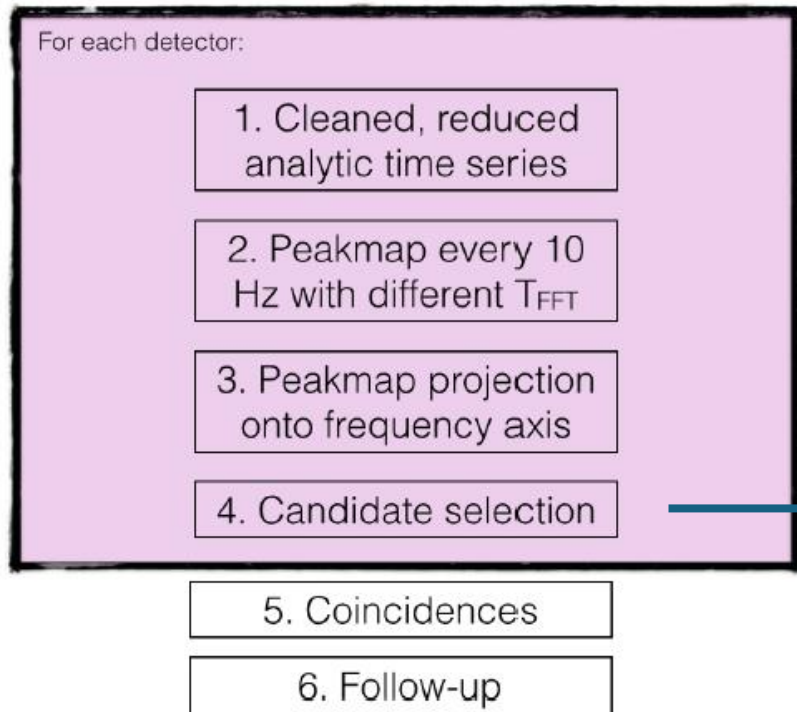 For each detector:
1. Cleaned, reduced
analytic time series
2. Peakmap every 10
Hz with different TFFT
3. Peakmap projection
onto frequency axis
4. Candidate selection
5. Coincidences
6. Follow-up